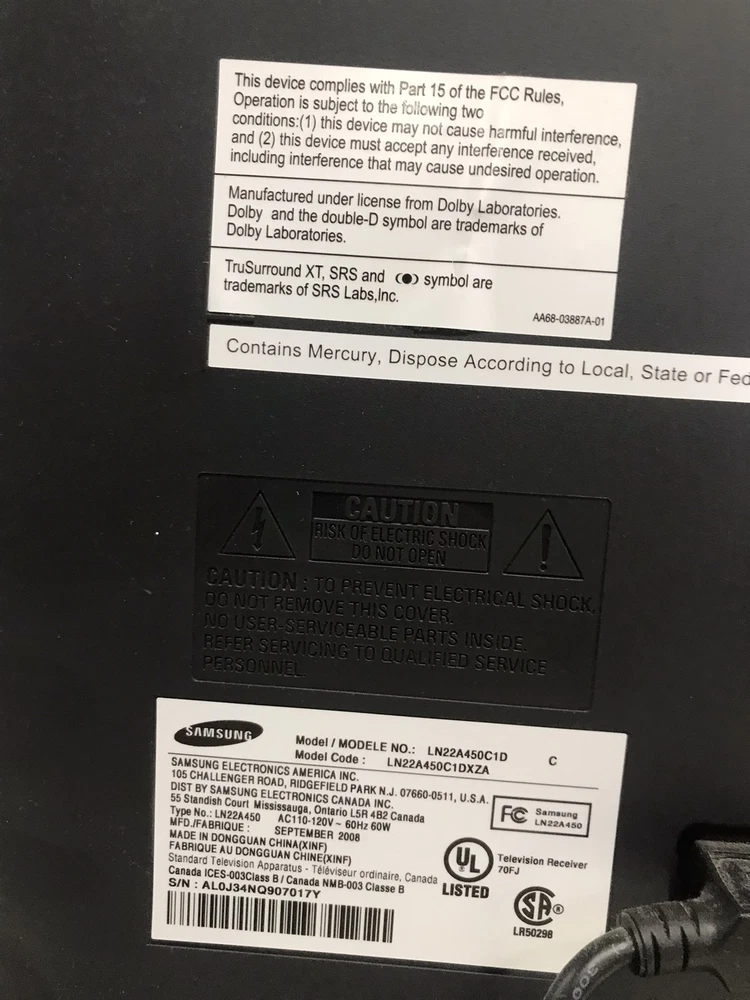 This device complies with Part 15 of the FCC Rules,
Operation is subject to the following two
conditions:(1) this device may not cause harmful interference,
and (2) this device must accept any interference received,
including interference that may cause undesired operation.
Manufactured under license from Dolby Laboratories.
Dolby and the double-D symbol are trademarks of
Dolby Laboratories.
TruSurround XT, SRS and symbol are
trademarks of SRS Labs,Inc.
AA68-03887A-01
Contains Mercury, Dispose According to Local, State or Fed
CAUTION
RISK OF ELECTRIC SHOCK
DO NOT OPEN
CAUTION : TO PREVENT ELECTRICAL SHOCK,
DO NOT REMOVE THIS COVER.
NO USER-SERVICEABLE PARTS INSIDE.
REFER SERVICING TO QUALIFIED SERVICE
PERSONNEL.
SAMSUNG
Model / MODELE NO.: LN22A450C1D C
Model Code : LN22A450C1DXZA
SAMSUNG ELECTRONICS AMERICA INC.
105 CHALLENGER ROAD, RIDGEFIELD PARK N.J. 07660-0511, U.S.A.
DIST BY SAMSUNG ELECTRONICS CANADA INC.
55 Standish Court Mississauga, Ontario L5R 4B2 Canada
Type No.: LN22A450 AC110-120V ~ 60Hz 60W
MFD./FABRIQUE : SEPTEMBER 2008
MADE IN DONGGUAN CHINA(XINF)
FABRIQUE AU DONGGUAN CHINE(XINF)
Standard Television Apparatus - Téléviseur ordinaire, Canada
Canada ICES-003Class B / Canada NMB-003 Classe B
S/N : AL0J34NQ907017Y
FC Samsung
LN22A450
UL
LISTED
Television Receiver
70FJ
SA
LR50298
300